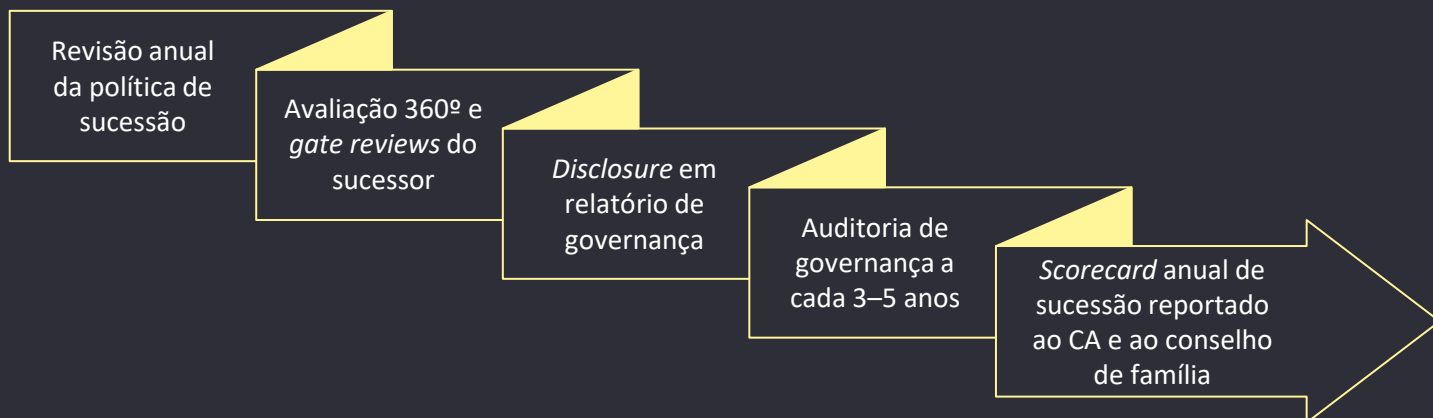 Revisão anual
da política de
sucessão
Avaliação 360º e
gate reviews do
sucessor
Disclosure em
relatório de
governança
Auditoria de
governança a
cada 3–5 anos
Scorecard anual de
sucessão reportado
ao CA e ao conselho
de família